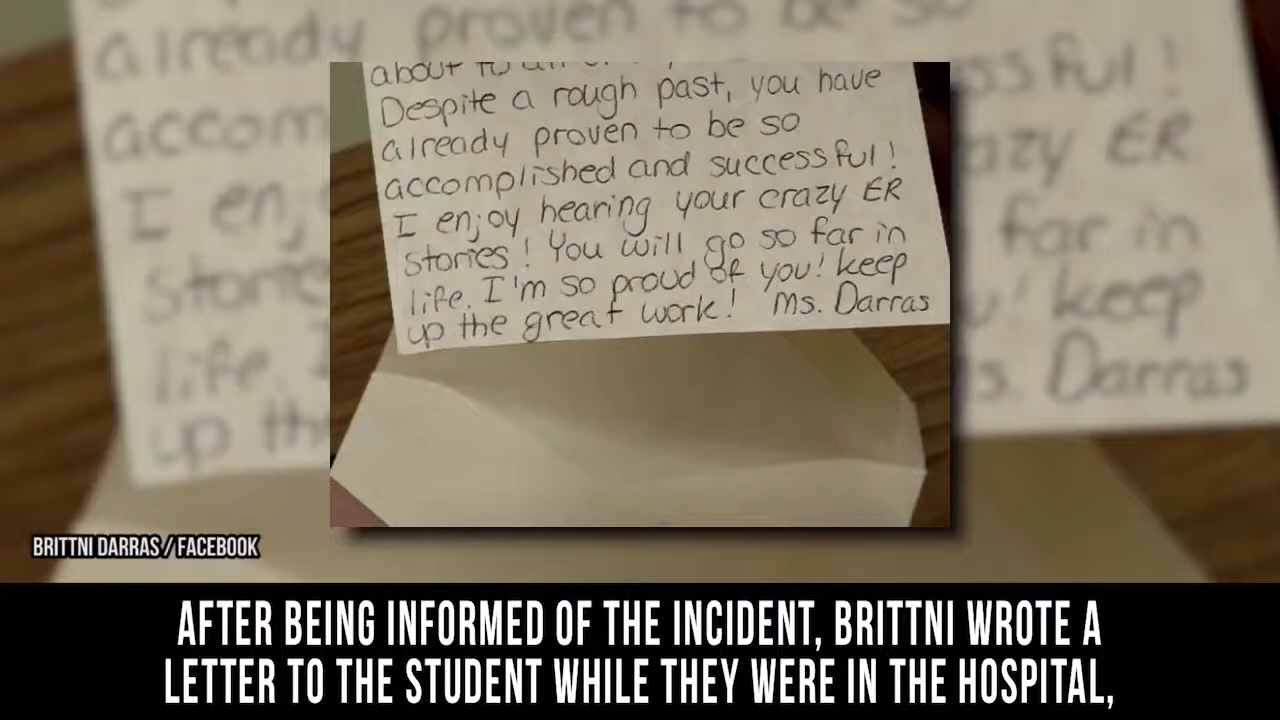 about to
Despite a rough past, you have
already proven to be so
accomplished and successful!
I enjoy hearing your crazy ER
stories! You will go so far in
life. I'm so proud of you! keep
up the great work! Ms. Darras
BRITTNI DARRAS / FACEBOOK
AFTER BEING INFORMED OF THE INCIDENT, BRITTNI WROTE A
LETTER TO THE STUDENT WHILE THEY WERE IN THE HOSPITAL,